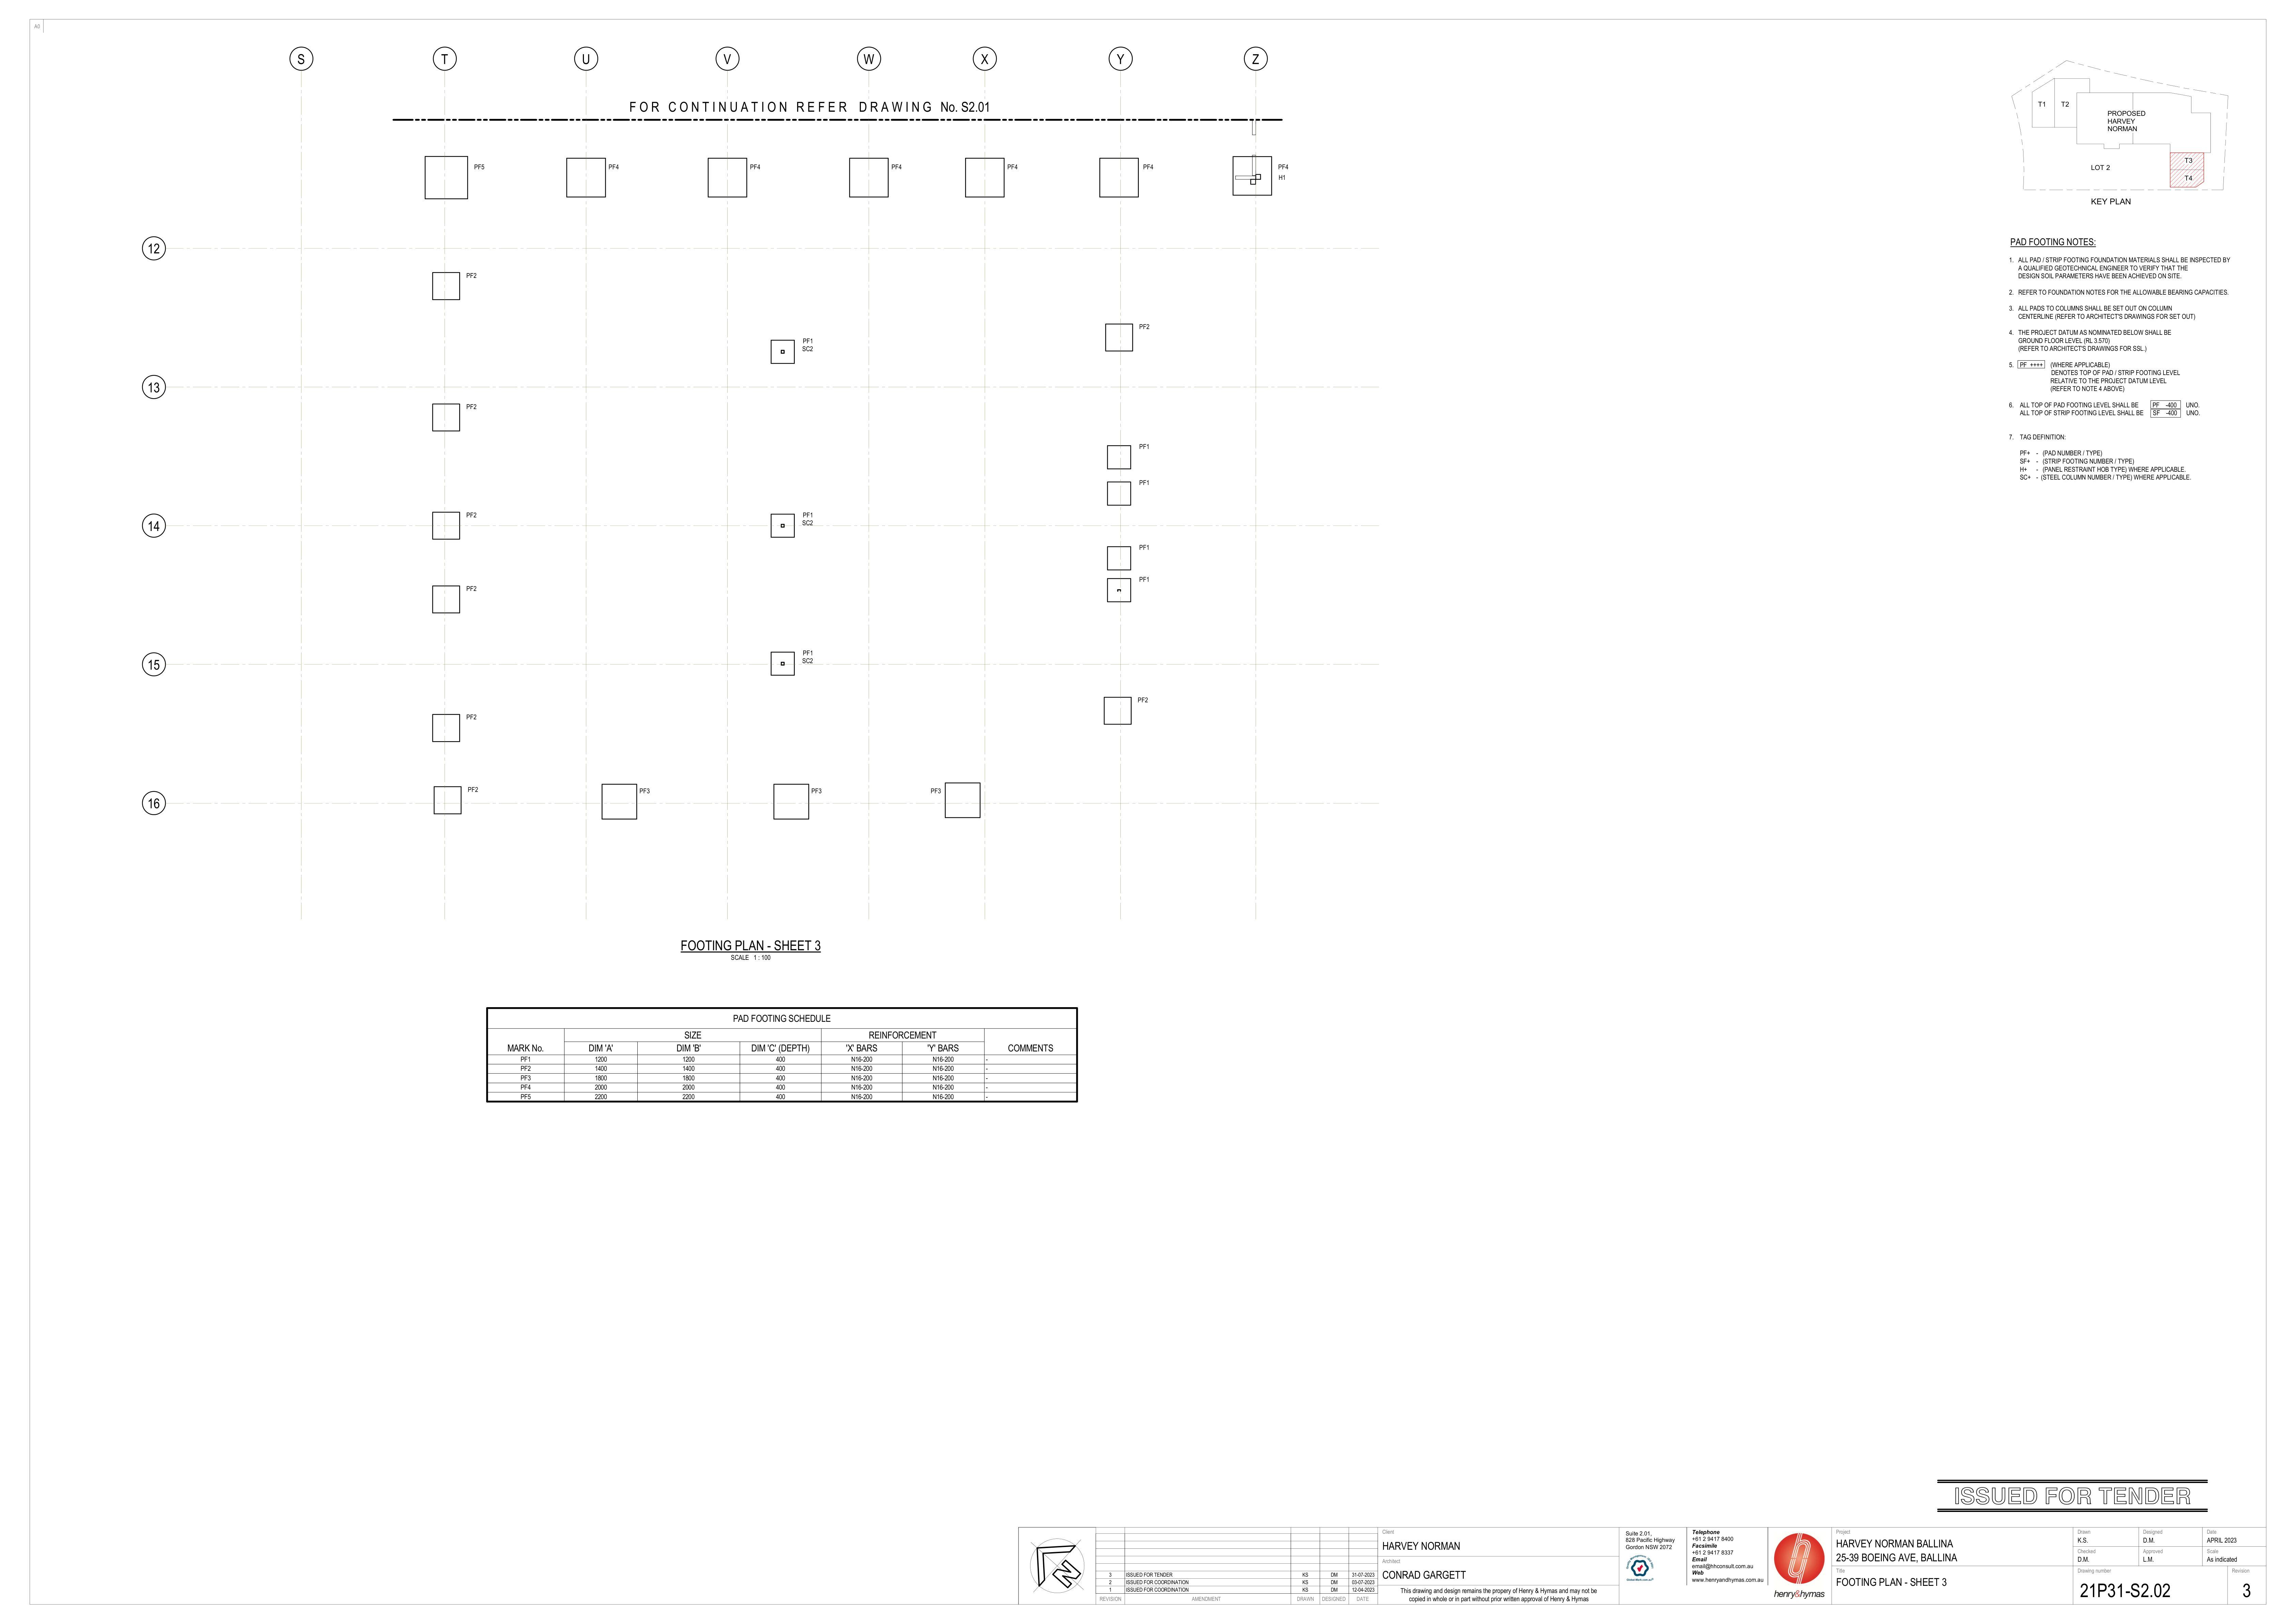 A0
S T U V W X Y Z
FOR CONTINUATION REFER DRAWING No. S2.01
PF5 PF4 PF4 PF4 PF4 PF4 PF4
H1
12
PF2
PF2
PF1
SC2
13
PF2
PF1
PF1
14
PF2
PF1
SC2
PF1
PF1
PF2
15
PF1
SC2
PF2
PF2
16
PF2 PF3 PF3 PF3
FOOTING PLAN - SHEET 3
SCALE 1 : 100
PAD FOOTING SCHEDULE
MARK No. SIZE REINFORCEMENT COMMENTS
DIM 'A' DIM 'B' DIM 'C' (DEPTH) 'X' BARS 'Y' BARS
PF1 1200 1200 400 N16-200 N16-200 -
PF2 1400 1400 400 N16-200 N16-200 -
PF3 1800 1800 400 N16-200 N16-200 -
PF4 2000 2000 400 N16-200 N16-200 -
PF5 2200 2200 400 N16-200 N16-200 -
T1 T2
PROPOSED
HARVEY
NORMAN
T3
LOT 2
T4
KEY PLAN
PAD FOOTING NOTES:
1. ALL PAD / STRIP FOOTING FOUNDATION MATERIALS SHALL BE INSPECTED BY
A QUALIFIED GEOTECHNICAL ENGINEER TO VERIFY THAT THE
DESIGN SOIL PARAMETERS HAVE BEEN ACHIEVED ON SITE.
2. REFER TO FOUNDATION NOTES FOR THE ALLOWABLE BEARING CAPACITIES.
3. ALL PADS TO COLUMNS SHALL BE SET OUT ON COLUMN
CENTERLINE (REFER TO ARCHITECT'S DRAWINGS FOR SET OUT)
4. THE PROJECT DATUM AS NOMINATED BELOW SHALL BE
GROUND FLOOR LEVEL (RL 3.570)
(REFER TO ARCHITECT'S DRAWINGS FOR SSL.)
5. PF ++++ (WHERE APPLICABLE)
DENOTES TOP OF PAD / STRIP FOOTING LEVEL
RELATIVE TO THE PROJECT DATUM LEVEL
(REFER TO NOTE 4 ABOVE)
6. ALL TOP OF PAD FOOTING LEVEL SHALL BE PF -400 UNO.
ALL TOP OF STRIP FOOTING LEVEL SHALL BE SF -400 UNO.
7. TAG DEFINITION:
PF+ - (PAD NUMBER / TYPE)
SF+ - (STRIP FOOTING NUMBER / TYPE)
H+ - (PANEL RESTRAINT HOB TYPE) WHERE APPLICABLE.
SC+ - (STEEL COLUMN NUMBER / TYPE) WHERE APPLICABLE.
ISSUED FOR TENDER
N
3 ISSUED FOR TENDER KS DM 31-07-2023
2 ISSUED FOR COORDINATION KS DM 03-07-2023
1 ISSUED FOR COORDINATION KS DM 12-04-2023
REVISION AMENDMENT DRAWN DESIGNED DATE
Client
HARVEY NORMAN
Architect
CONRAD GARGETT
This drawing and design remains the propery of Henry & Hymas and may not be
copied in whole or in part without prior written approval of Henry & Hymas
Suite 2.01,
828 Pacific Highway
Gordon NSW 2072
Telephone
+61 2 9417 8400
Facsimile
+61 2 9417 8337
Email
email@hhconsult.com.au
Web
www.henryandhymas.com.au
henry&hymas
Project
HARVEY NORMAN BALLINA
25-39 BOEING AVE, BALLINA
Title
FOOTING PLAN - SHEET 3
Drawn
K.S.
Designed
D.M.
Date
APRIL 2023
Checked
D.M.
Approved
L.M.
Scale
As indicated
Drawing number
21P31-S2.02
Revision
3